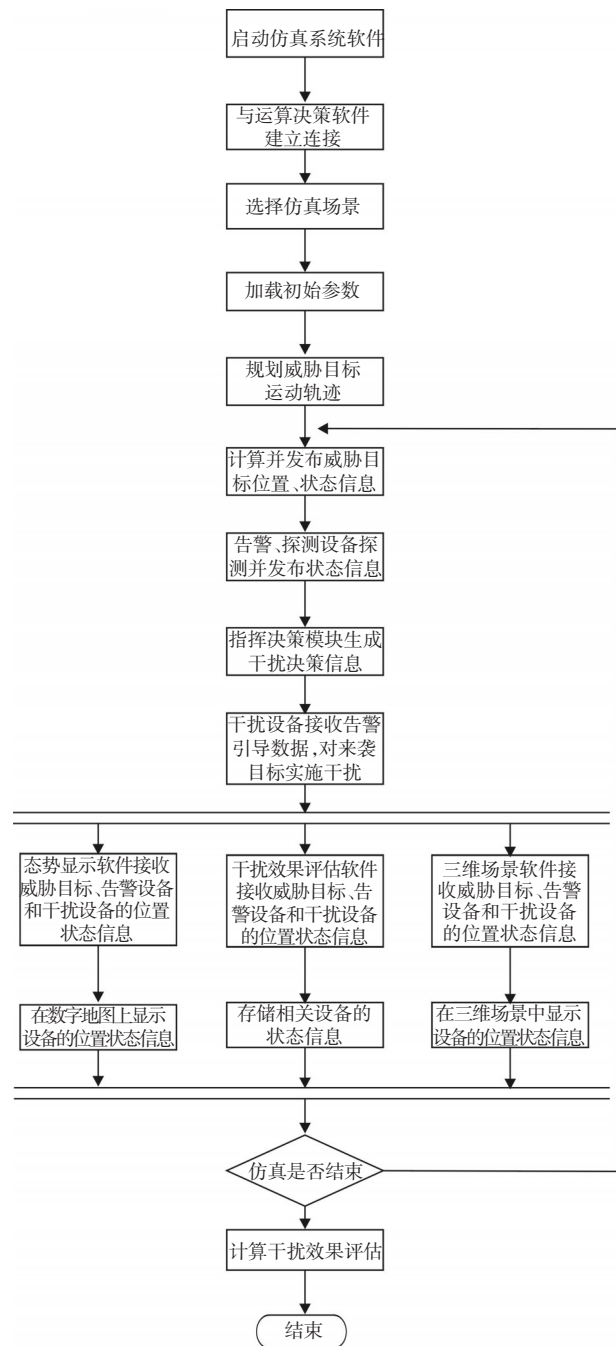 启动仿真系统软件
与运算决策软件
建立连接
选择仿真场景
加载初始参数
规划威胁目标
运动轨迹
计算并发布威胁目
标位置、状态信息
告警、探测设备探
测并发布状态信息
指挥决策模块生成
干扰决策信息
干扰设备接收告警
引导数据,对来袭
目标实施干扰
态势显示软件接收
威胁目标、告警设备
和干扰设备的位置
状态信息
干扰效果评估软件
接收威胁目标、告
警设备和干扰设备
的位置状态信息
三维场景软件接
收威胁目标、告警
设备和干扰设备
的位置状态信息
在数字地图上显示
设备的位置状态信息
存储相关设备的
状态信息
在三维场景中显示
设备的位置状态信息
仿真是否结束
计算干扰效果评估
结束